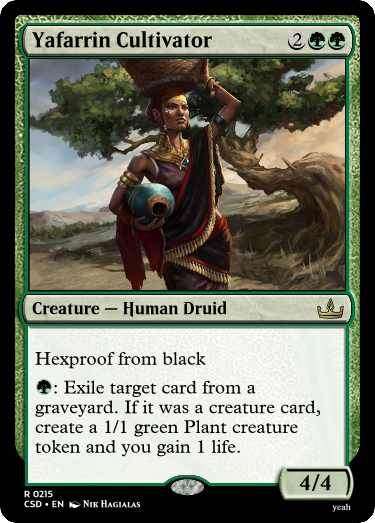 Yafarrin Cultivator 2
Creature — Human Druid
Hexproof from black
: Exile target card from a
graveyard. If it was a creature card,
create a 1/1 green Plant creature
token and you gain 1 life.
4/4
R 0215
CSD • EN Nik Hagialas
yeah